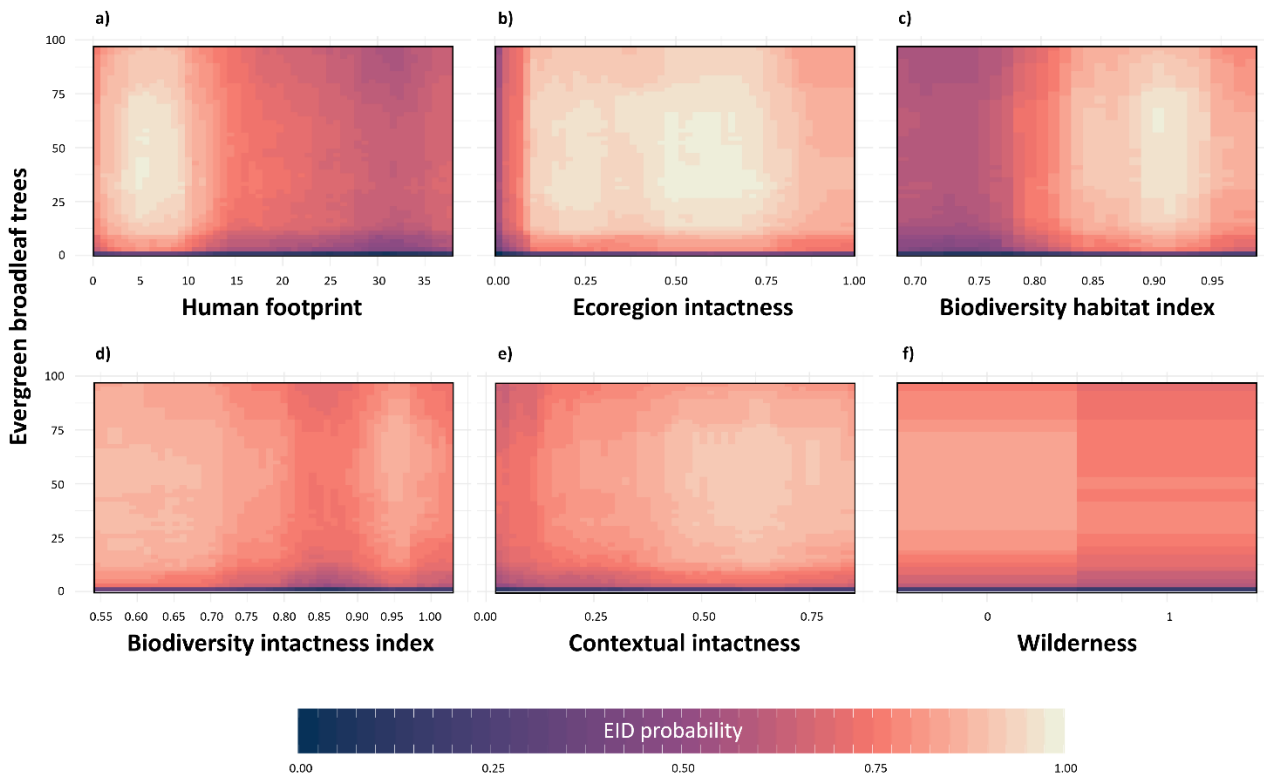 a) b) c)
100
75
50
25
0
0 5 10 15 20 25 30 35
0.00 0.25 0.50 0.75 1.00
0.70 0.75 0.80 0.85 0.90 0.95
Human footprint
Ecoregion intactness
Biodiversity habitat index
Evergreen broadleaf trees
d) e) f)
100
75
50
25
0
0.55 0.60 0.65 0.70 0.75 0.80 0.85 0.90 0.95 1.00
0.00 0.25 0.50 0.75
0 1
Biodiversity intactness index
Contextual intactness
Wilderness
EID probability
0.00 0.25 0.50 0.75 1.00